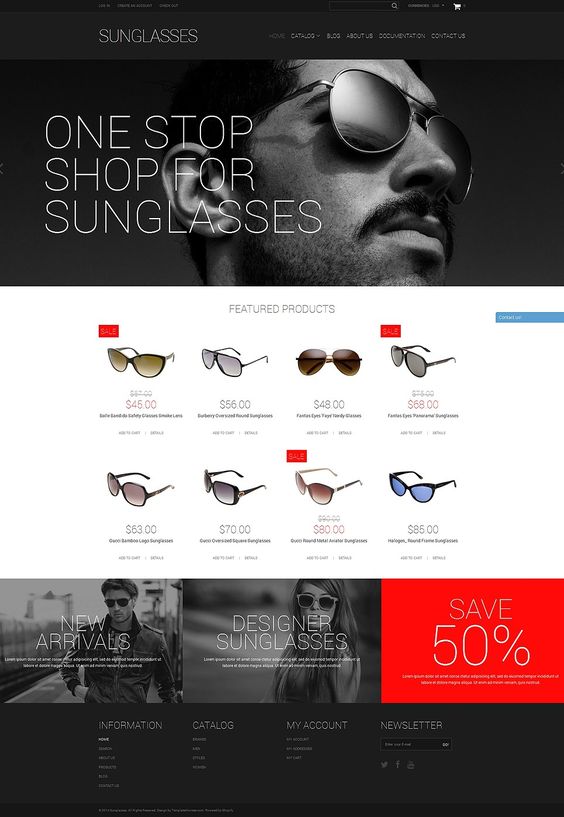 LOG IN CREATE AN ACCOUNT CHECK OUT
CURRENCIES: USD 0
SUNGLASSES
HOME CATALOG BLOG ABOUT US DOCUMENTATION CONTACT US
ONE STOP
SHOP FOR
SUNGLASSES
FEATURED PRODUCTS
Contact us!
SALE SALE
$67.00 $75.00
$45.00 $56.00 $48.00 $68.00
Safe Bandido Safety Glasses Smoke Lens Burberry Oversized Round Sunglasses Fantas Eyes 'Faye' Nerdy Glasses Fantas Eyes 'Panorama' Sunglasses
ADD TO CART | DETAILS ADD TO CART | DETAILS ADD TO CART | DETAILS ADD TO CART | DETAILS
SALE
$90.00
$63.00 $70.00 $80.00 $85.00
Gucci Bamboo Logo Sunglasses Gucci Oversized Square Sunglasses Gucci Round Metal Aviator Sunglasses Halogen, Round Frame Sunglasses
ADD TO CART | DETAILS ADD TO CART | DETAILS ADD TO CART | DETAILS ADD TO CART | DETAILS
NEW
ARRIVALS
Lorem ipsum dolor sit amet conse ctetur adipisicing elit, sed do eiusmod tempor incididunt ut
labore et dolore magna aliqua. Ut enim ad minim veniam, quis nostrud.
DESIGNER
SUNGLASSES
Lorem ipsum dolor sit amet conse ctetur adipisicing elit, sed do eiusmod tempor incididunt ut
labore et dolore magna aliqua. Ut enim ad minim veniam, quis nostrud.
SAVE
50%
Lorem ipsum dolor sit amet conse ctetur adipisicing elit, sed do eiusmod tempor incididunt ut
labore et dolore magna aliqua. Ut enim ad minim veniam, quis nostrud.
INFORMATION CATALOG MY ACCOUNT NEWSLETTER
HOME BRANDS MY ACCOUNT
SEARCH MEN MY ADDRESSES
ABOUT US STYLES MY CART
PRODUCTS WOMEN
BLOG
CONTACT US
Enter your E-mail GO!
© 2014 Sunglasses. All Rights Reserved. Design by TemplateMonster.com. Powered by Shopify